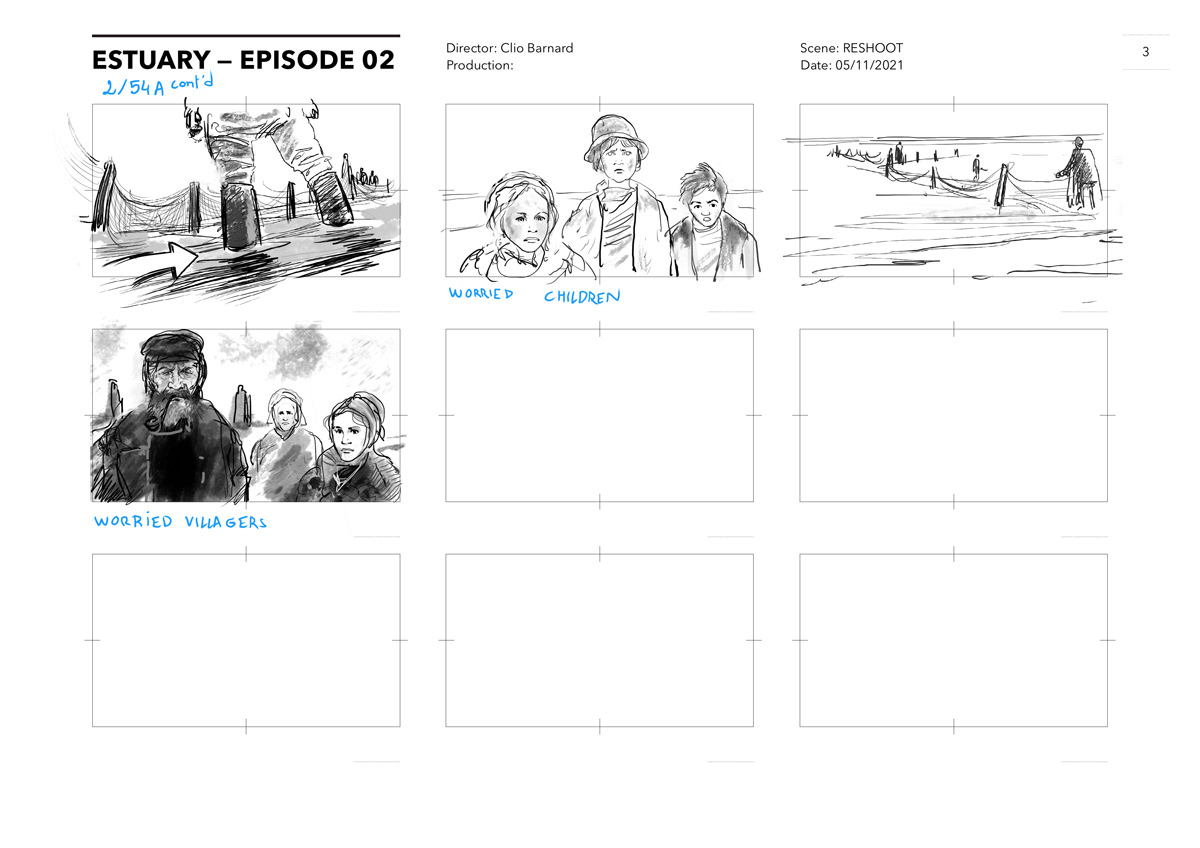 ESTUARY – EPISODE 02
2/54A cont'd
Director: Clio Barnard
Production:
Scene: RESHOOT
Date: 05/11/2021
3
WORRIED CHILDREN
WORRiED VILLAGERS